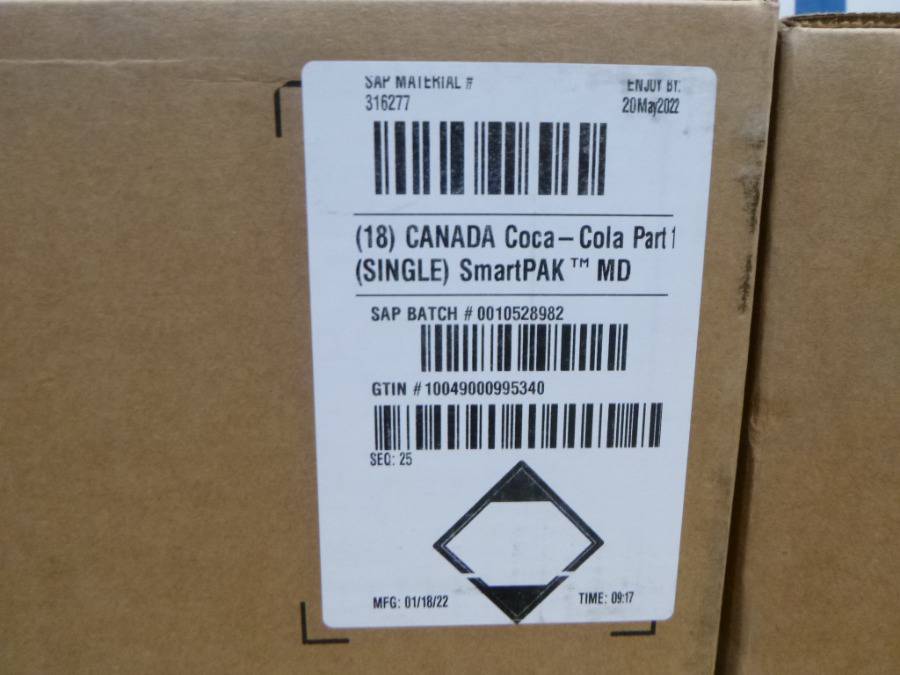 SAP MATERIAL #
316277
ENJOY BY:
20May2022
(18) CANADA Coca-Cola Part 1
(SINGLE) SmartPAK™ MD
SAP BATCH # 0010528982
GTIN # 10049000995340
SEQ: 25
MFG: 01/18/22
TIME: 09:17